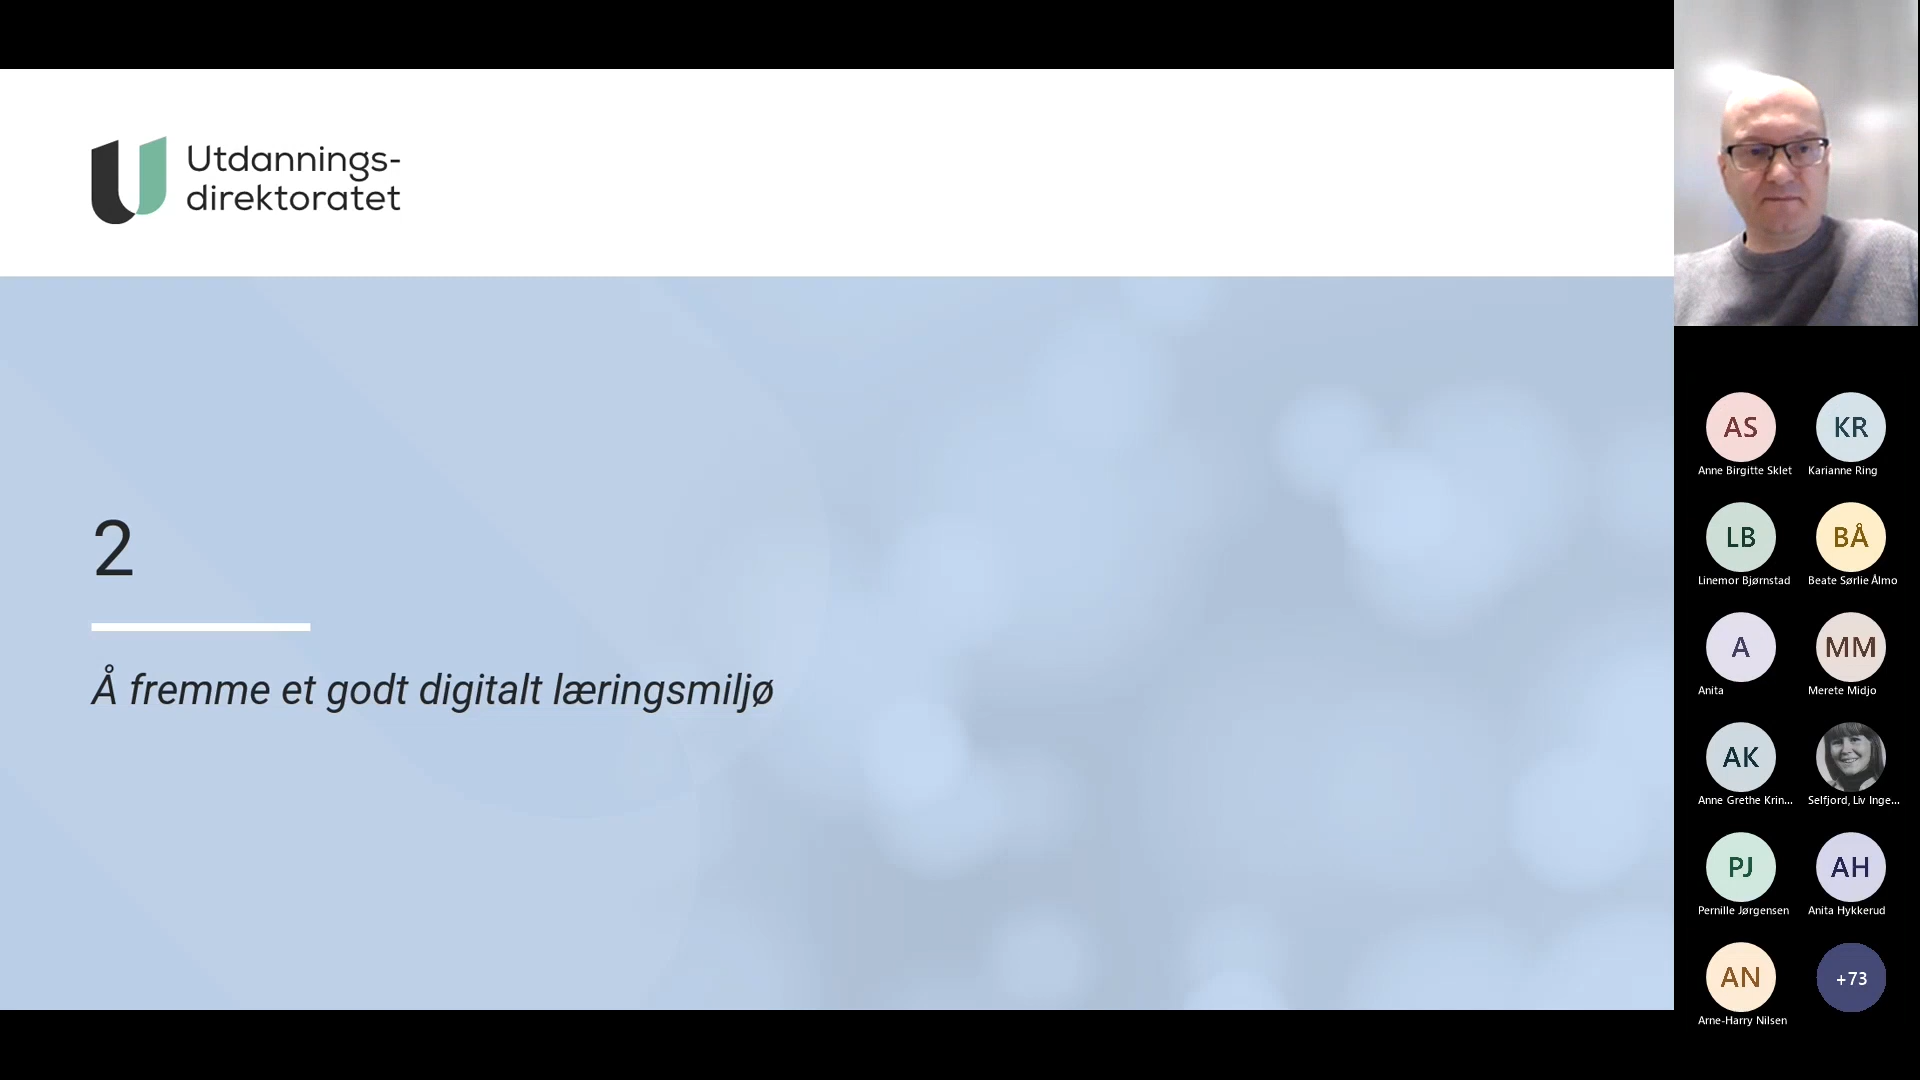 Utdannings-
direktoratet
2
Å fremme et godt digitalt læringsmiljø
AS
KR
Anne Birgitte Sklet
Karianne Ring
LB
BÅ
Linemor Bjørnstad
Beate Sørlie Ålmo
A
MM
Anita
Merete Midjo
AK
Anne Grethe Krin...
Selfjord, Liv Inge...
PJ
AH
Pernille Jørgensen
Anita Hykkerud
AN
+73
Arne-Harry Nilsen